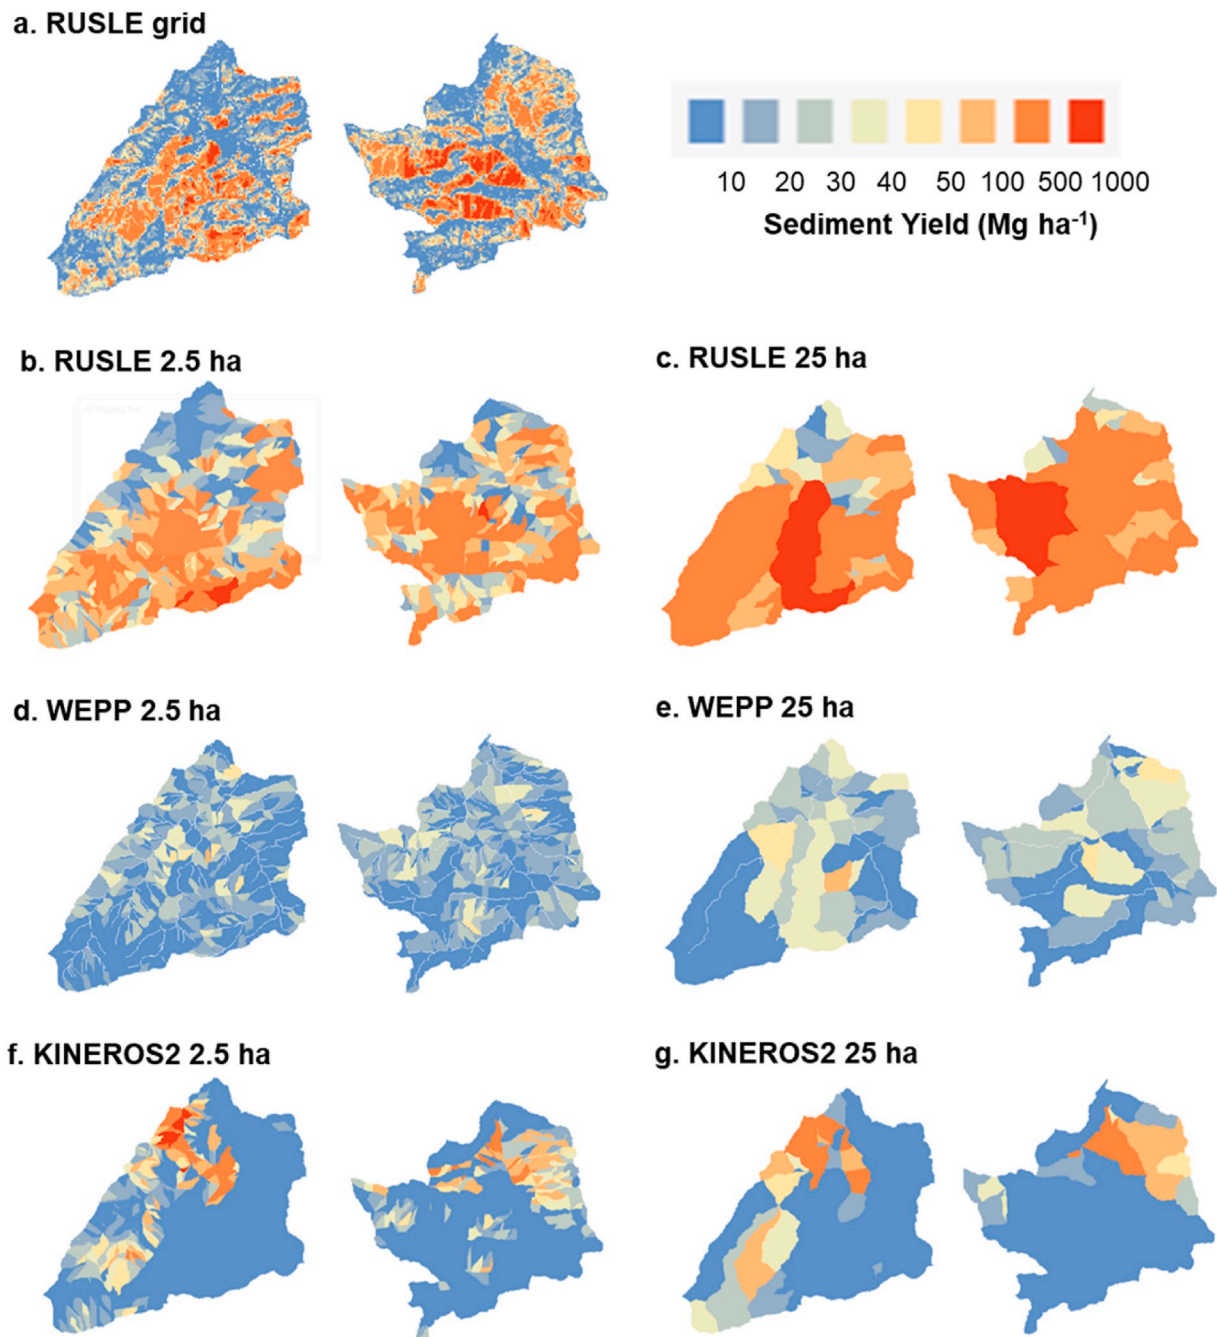 a. RUSLE grid
10 20 30 40 50 100 500 1000
Sediment Yield (Mg ha⁻¹)
b. RUSLE 2.5 ha
c. RUSLE 25 ha
d. WEPP 2.5 ha
e. WEPP 25 ha
f. KINEROS2 2.5 ha
g. KINEROS2 25 ha